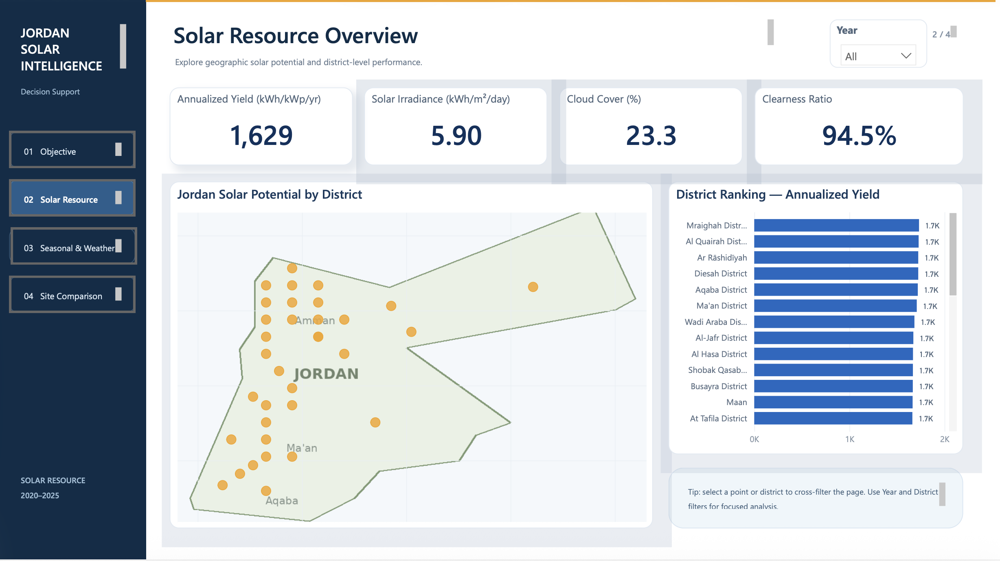 JORDAN
SOLAR
INTELLIGENCE
Decision Support
01 Objective
02 Solar Resource
03 Seasonal & Weather
04 Site Comparison
SOLAR RESOURCE
2020–2025
Solar Resource Overview
Explore geographic solar potential and district-level performance.
Year
All
2 / 4
Annualized Yield (kWh/kWp/yr)
1,629
Solar Irradiance (kWh/m²/day)
5.90
Cloud Cover (%)
23.3
Clearness Ratio
94.5%
Jordan Solar Potential by District
Amman
JORDAN
Ma'an
Aqaba
District Ranking — Annualized Yield
Mraighah Distr... 1.7K
Al Quairah Dist... 1.7K
Ar Rāshidīyah 1.7K
Diesah District 1.7K
Aqaba District 1.7K
Ma'an District 1.7K
Wadi Araba Dis... 1.7K
Al-Jafr District 1.7K
Al Hasa District 1.7K
Shobak Qasab... 1.7K
Busayra District 1.7K
Maan 1.7K
At Tafila District 1.7K
0K 1K 2K
Tip: select a point or district to cross-filter the page. Use Year and District
filters for focused analysis.